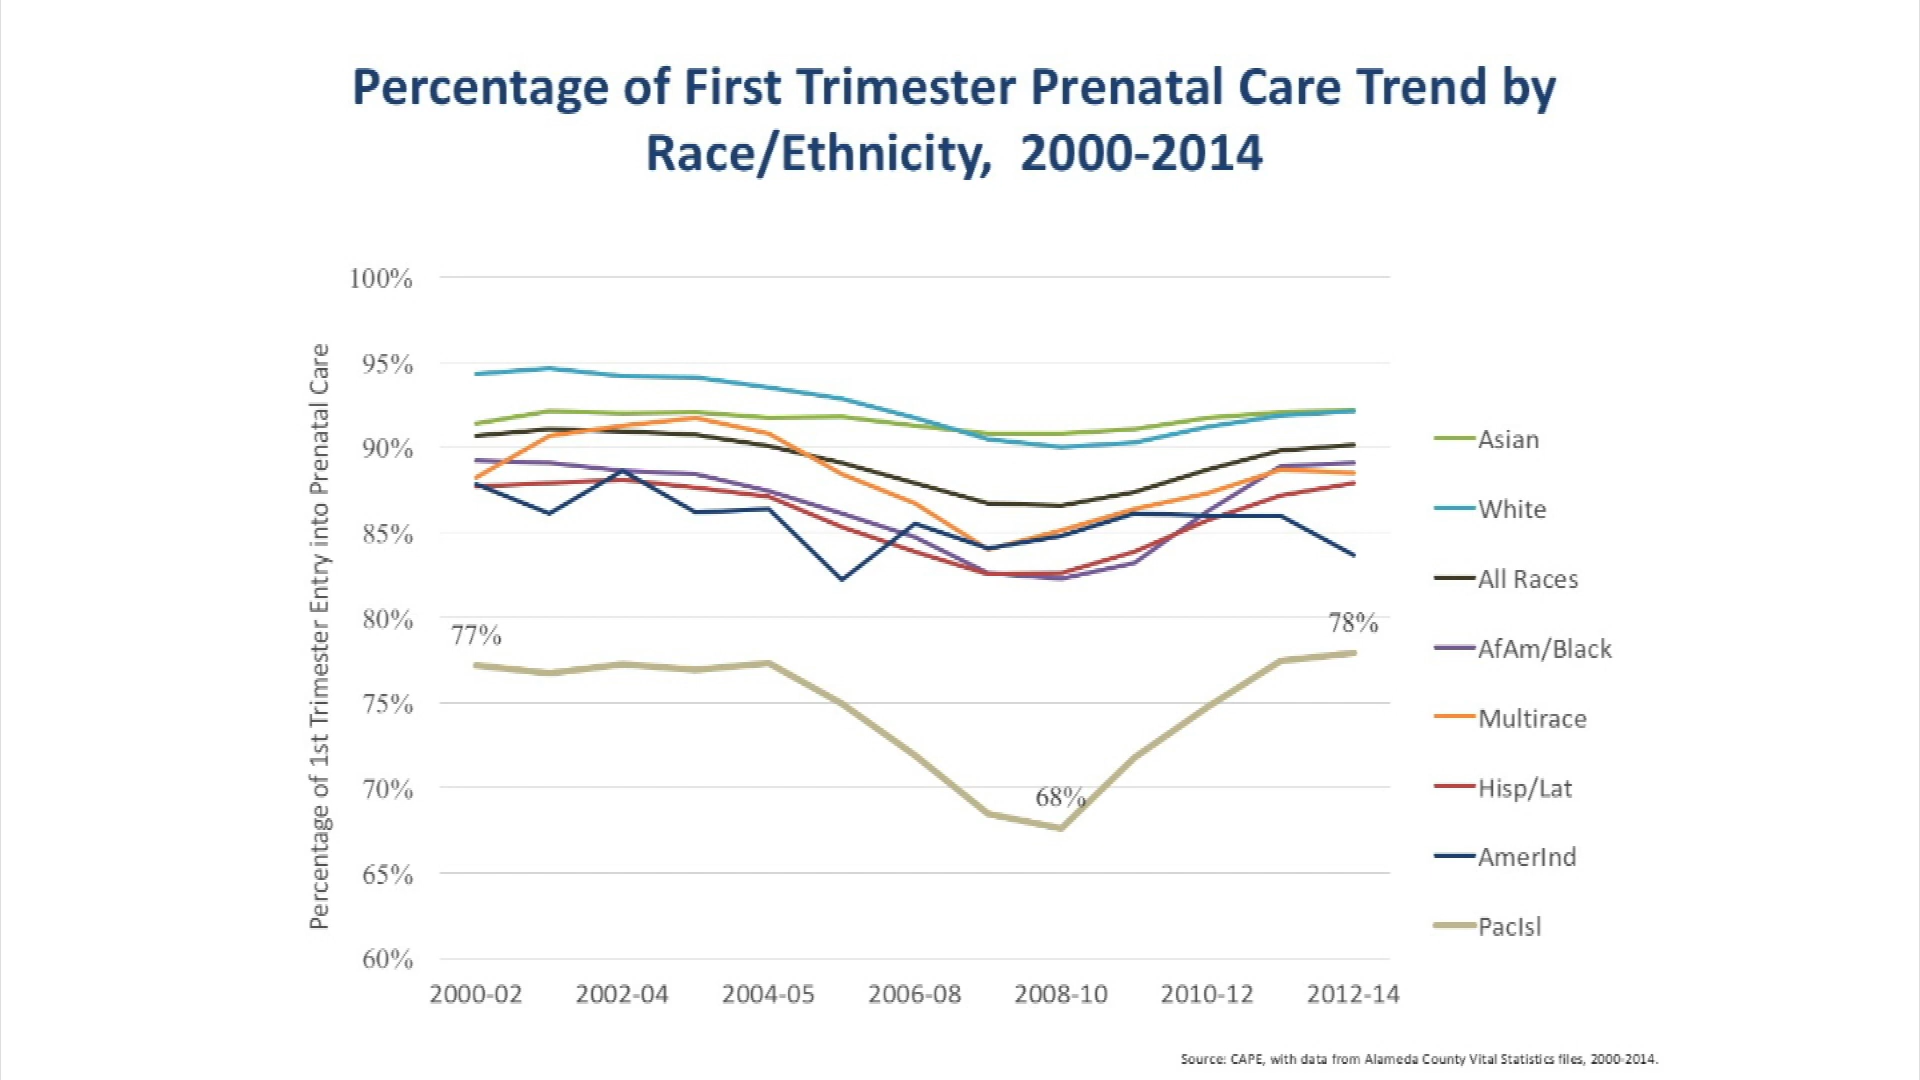 Percentage of First Trimester Prenatal Care Trend by
Race/Ethnicity, 2000-2014
Percentage of 1st Trimester Entry into Prenatal Care
100%
95%
90%
85%
80%
75%
70%
65%
60%
77%
68%
78%
2000-02
2002-04
2004-05
2006-08
2008-10
2010-12
2012-14
Asian
White
All Races
AfAm/Black
Multirace
Hisp/Lat
AmerInd
PacIsl
Source: CAPE, with data from Alameda County Vital Statistics files, 2000-2014.